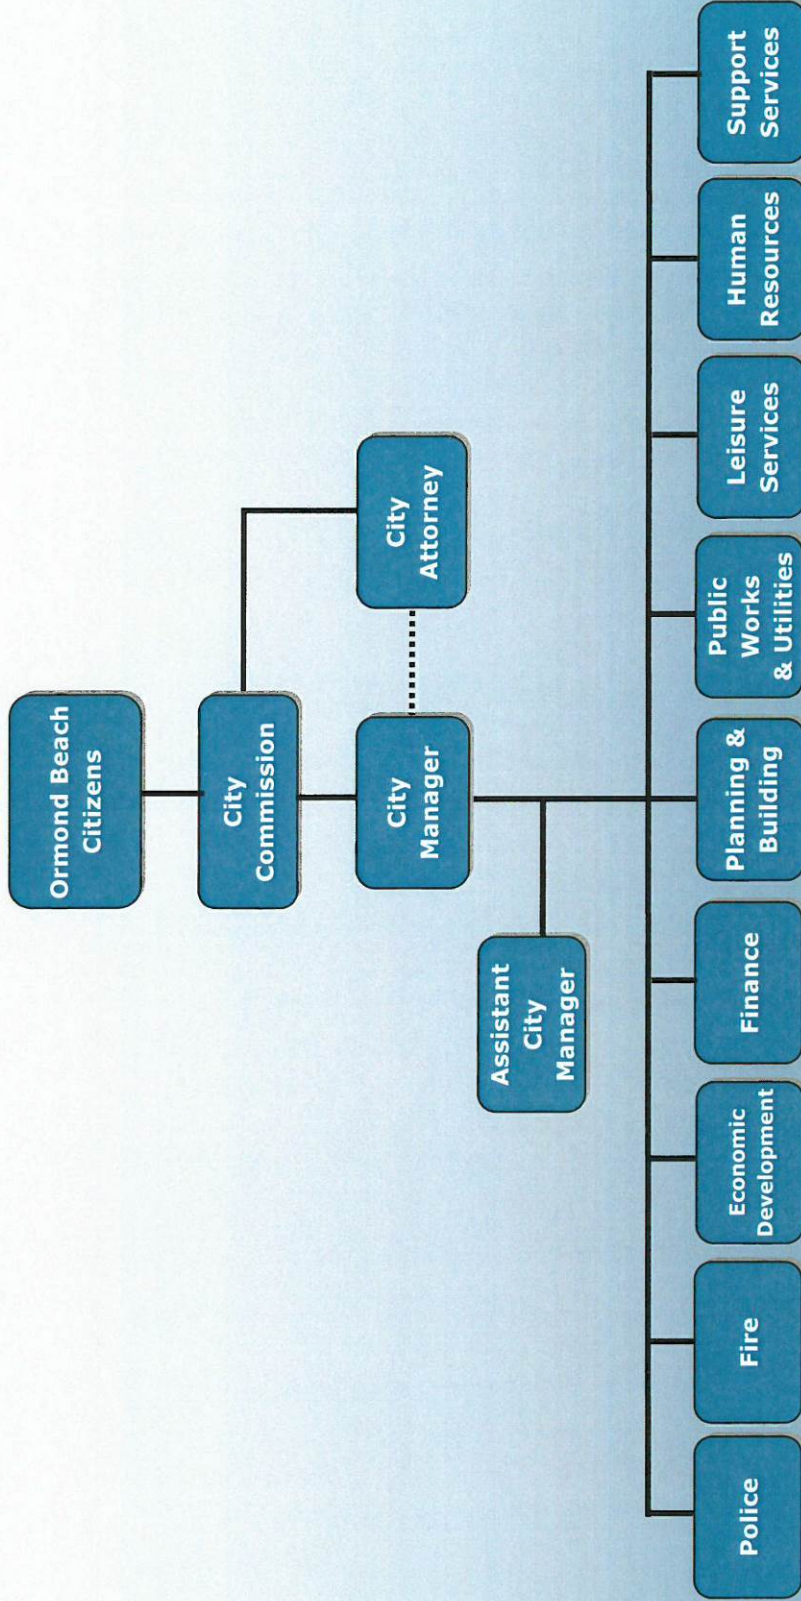 Ormond Beach
Citizens
City
Commission
City
Manager
City
Attorney
Assistant
City
Manager
Police
Fire
Economic
Development
Finance
Planning &
Building
Public
Works
& Utilities
Leisure
Services
Human
Resources
Support
Services